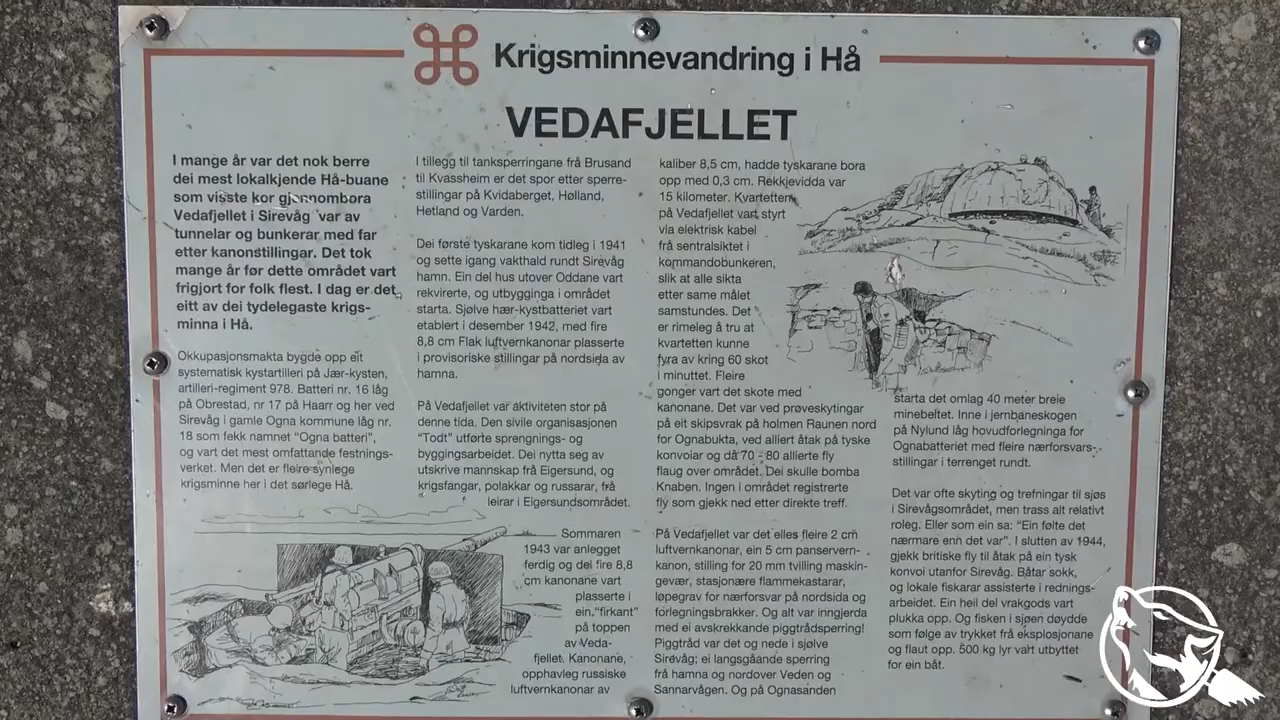 Krigsminnevandring i Hå
VEDAFJELLET
I mange år var det nok berre
dei mest lokalkjende Hå-buane
som visste kor gjennombora
Vedafjellet i Sirevåg var av
tunnelar og bunkerar med far
etter kanonstillingar. Det tok
mange år før dette området vart
frigjort for folk flest. I dag er det
eitt av dei tydelegaste krigs-
minna i Hå.
Okkupasjonsmakta bygde opp eit
systematisk kystartilleri på Jær-kysten,
artilleri-regiment 978. Batteri nr. 16 låg
på Obrestad, nr 17 på Haarr og her ved
Sirevåg i gamle Ogna kommune låg nr.
18 som fekk namnet "Ogna batteri",
og vart det mest omfattande festnings-
verket. Men det er fleire synlege
krigsminne her i det sørlege Hå.
I tillegg til tanksperringane frå Brusand
til Kvassheim er det spor etter sperre-
stillingar på Kvidaberget, Hølland,
Hetland og Varden.
Dei første tyskarane kom tidleg i 1941
og sette igang vakthald rundt Sirevåg
hamn. Ein del hus utover Oddane vart
rekvirerte, og utbygginga i området
starta. Sjølve hær-kystbatteriet vart
etablert i desember 1942, med fire
8,8 cm Flak luftvernkanonar plasserte
i provisoriske stillingar på nordsida av
hamna.
På Vedafjellet var aktiviteten stor på
denne tida. Den sivile organisasjonen
"Todt" utførte sprengnings- og
byggingsarbeidet. Dei nytta seg av
utskrive mannskap frå Eigersund, og
krigsfangar, polakkar og russarar, frå
leirar i Eigersundsområdet.
Sommaren
1943 var anlegget
ferdig og dei fire 8,8
cm kanonane vart
plasserte i
ein "firkant"
på toppen
av Veda-
fjellet. Kanonane,
opphavleg russiske
luftvernkanonar av
kaliber 8,5 cm, hadde tyskarane bora
opp med 0,3 cm. Rekkjevidda var
15 kilometer. Kvartetten
på Vedafjellet vart styrt
via elektrisk kabel
frå sentralsiktet i
kommandobunkeren,
slik at alle sikta
etter same målet
samstundes. Det
er rimeleg å tru at
kvartetten kunne
fyra av kring 60 skot
i minuttet. Fleire
gonger vart det skote med
kanonane. Det var ved prøveskytingar
på eit skipsvrak på holmen Raunen nord
for Ognabukta, ved alliert åtak på tyske
konvoiar og då 70 - 80 allierte fly
flaug over området. Dei skulle bomba
Knaben. Ingen i området registrerte
fly som gjekk ned etter direkte treff.
På Vedafjellet var det elles fleire 2 cm
luftvernkanonar, ein 5 cm panservern-
kanon, stilling for 20 mm tvilling maskin-
gevær, stasjonære flammekastarar,
løpegrav for nærforsvar på nordsida og
forlegningsbrakker. Og alt var inngjerda
med ei avskrekkande piggtrådsperring!
Piggtråd var det og nede i sjølve
Sirevåg; ei langsgåande sperring
frå hamna og nordover Veden og
Sannarvågen. Og på Ognasanden
starta det omlag 40 meter breie
minebeltet. Inne i jernbaneskogen
på Nylund låg hovudforlegninga for
Ognabatteriet med fleire nærforsvars-
stillingar i terrenget rundt.
Det var ofte skyting og trefningar til sjøs
i Sirevågsområdet, men trass alt relativt
roleg. Eller som ein sa: "Ein følte det
nærmare enn det var". I slutten av 1944,
gjekk britiske fly til åtak på ein tysk
konvoi utanfor Sirevåg. Båtar sokk,
og lokale fiskarar assisterte i rednings-
arbeidet. Ein heil del vrakgods vart
plukka opp. Og fisken i sjøen døydde
som følge av trykket frå eksplosjonane
og flaut opp. 500 kg lyr vart utbyttet
for ein båt.